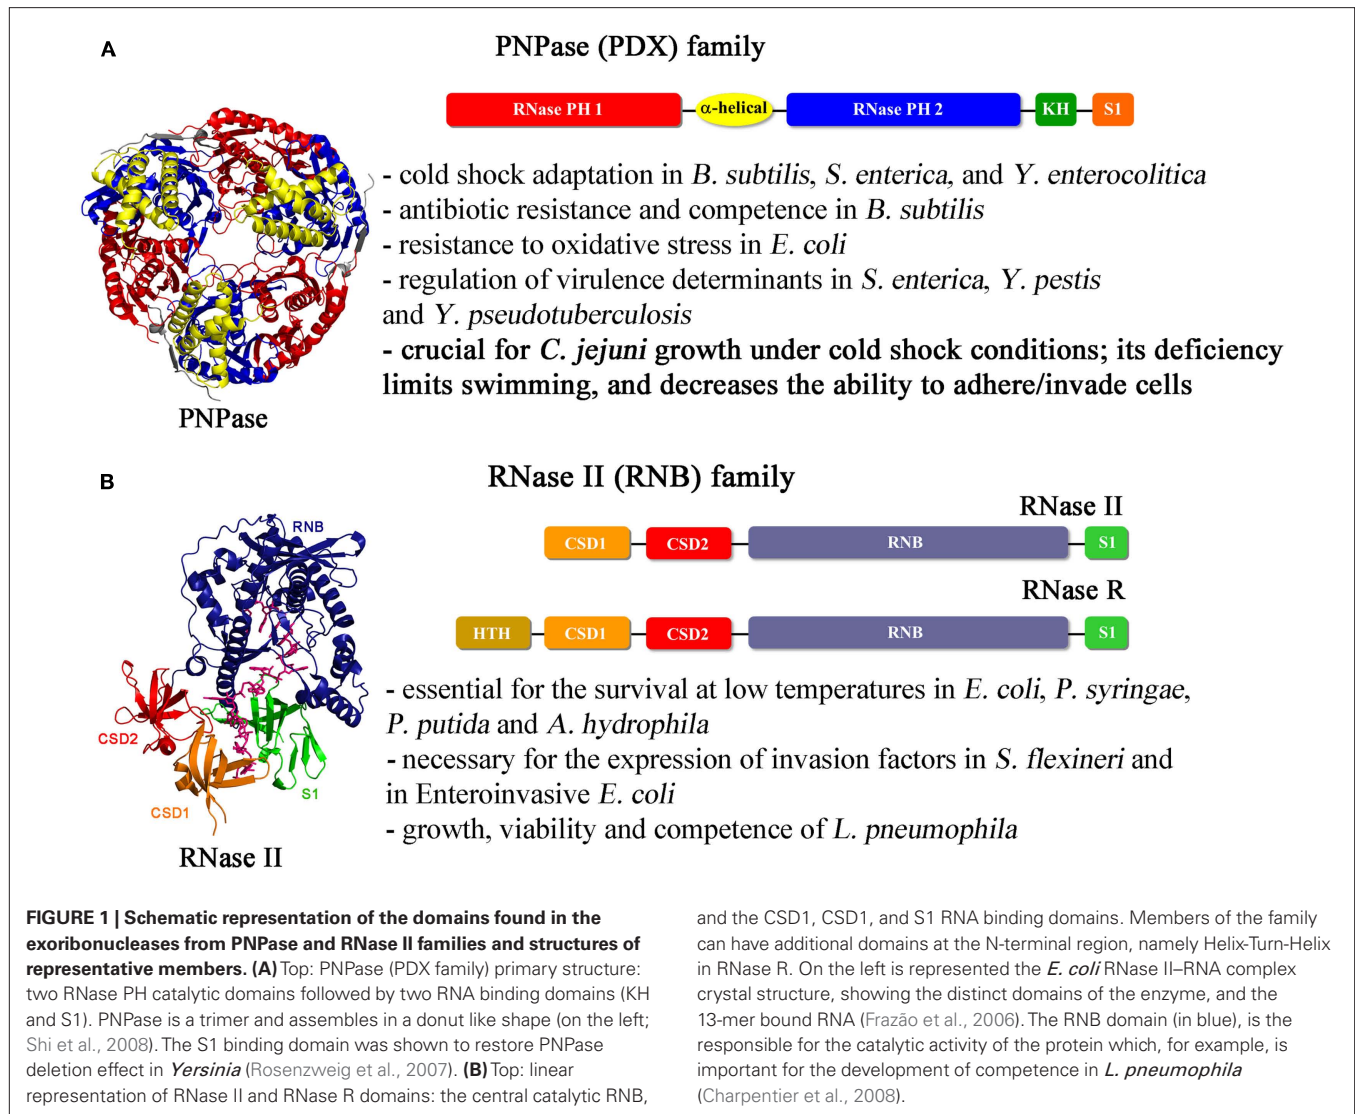 A
PNPase (PDX) family
RNase PH 1 α-helical RNase PH 2 KH S1
- cold shock adaptation in B. subtilis, S. enterica, and Y. enterocolitica
- antibiotic resistance and competence in B. subtilis
- resistance to oxidative stress in E. coli
- regulation of virulence determinants in S. enterica, Y. pestis
and Y. pseudotuberculosis
- crucial for C. jejuni growth under cold shock conditions; its deficiency
limits swimming, and decreases the ability to adhere/invade cells
PNPase
B
RNase II (RNB) family
RNase II
CSD1 CSD2 RNB S1
RNase R
HTH CSD1 CSD2 RNB S1
RNB
CSD2
CSD1
S1
RNase II
- essential for the survival at low temperatures in E. coli, P. syringae,
P. putida and A. hydrophila
- necessary for the expression of invasion factors in S. flexineri and
in Enteroinvasive E. coli
- growth, viability and competence of L. pneumophila
FIGURE 1 | Schematic representation of the domains found in the
exoribonucleases from PNPase and RNase II families and structures of
representative members. (A) Top: PNPase (PDX family) primary structure:
two RNase PH catalytic domains followed by two RNA binding domains (KH
and S1). PNPase is a trimer and assembles in a donut like shape (on the left;
Shi et al., 2008). The S1 binding domain was shown to restore PNPase
deletion effect in Yersinia (Rosenzweig et al., 2007). (B) Top: linear
representation of RNase II and RNase R domains: the central catalytic RNB,
and the CSD1, CSD1, and S1 RNA binding domains. Members of the family
can have additional domains at the N-terminal region, namely Helix-Turn-Helix
in RNase R. On the left is represented the E. coli RNase II–RNA complex
crystal structure, showing the distinct domains of the enzyme, and the
13-mer bound RNA (Frazão et al., 2006). The RNB domain (in blue), is the
responsible for the catalytic activity of the protein which, for example, is
important for the development of competence in L. pneumophila
(Charpentier et al., 2008).